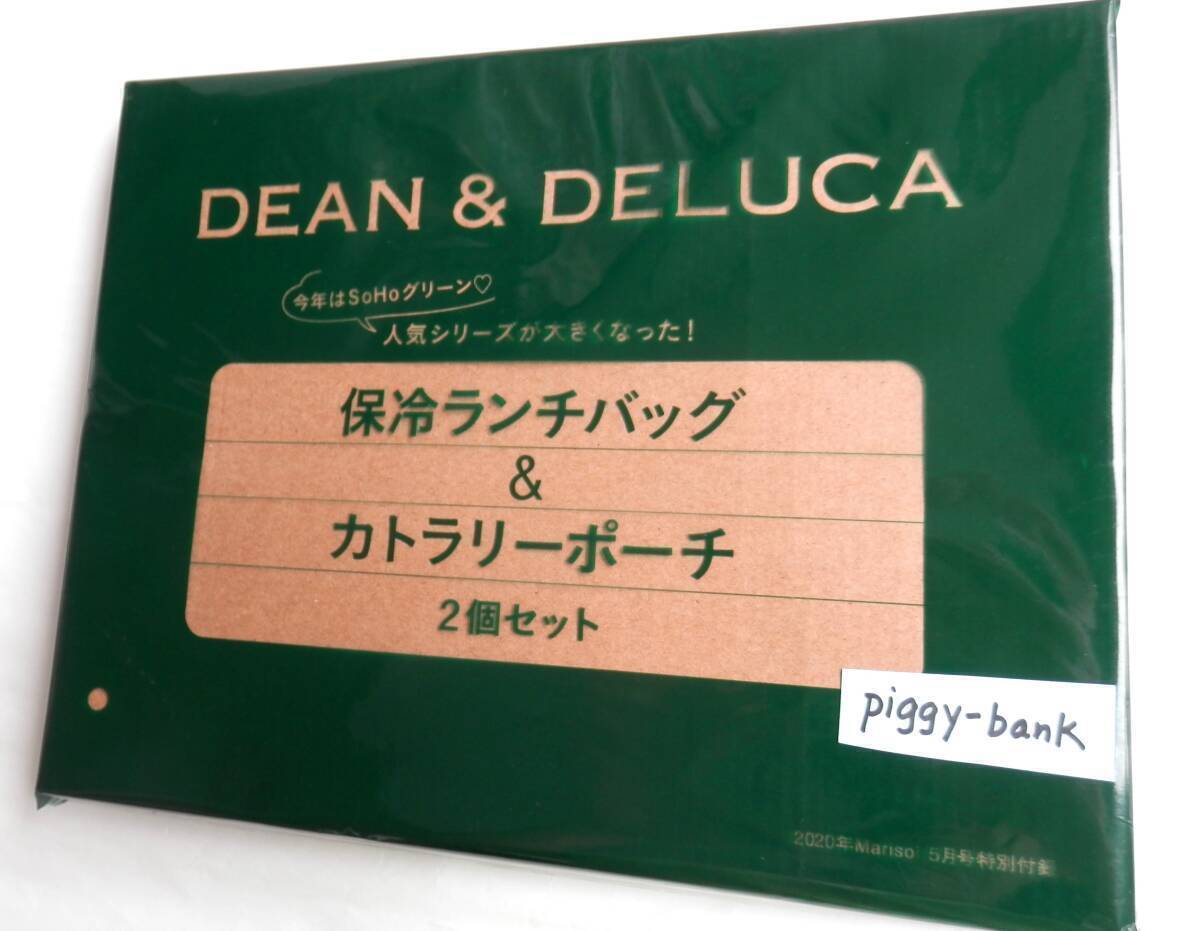 DEAN & DELUCA
今年はSoHoグリーン♡
人気シリーズが大きくなった!
保冷ランチバッグ
&
カトラリーポーチ
2個セット
piggy-bank
2020年Marisol 5月号特別付録